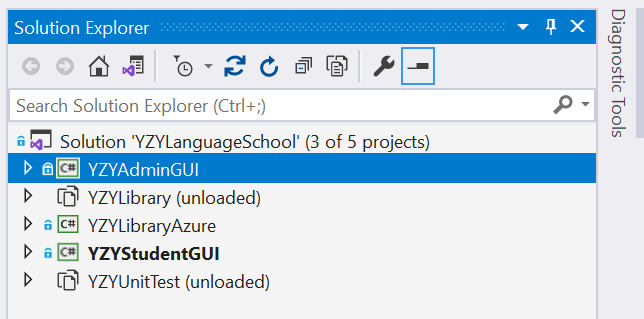 Solution Explorer
Search Solution Explorer (Ctrl+;)
Solution 'YZYLanguageSchool' (3 of 5 projects)
C# YZYAdminGUI
YZYLibrary (unloaded)
C# YZYLibraryAzure
C# YZYStudentGUI
YZYUnitTest (unloaded)
Diagnostic Tools